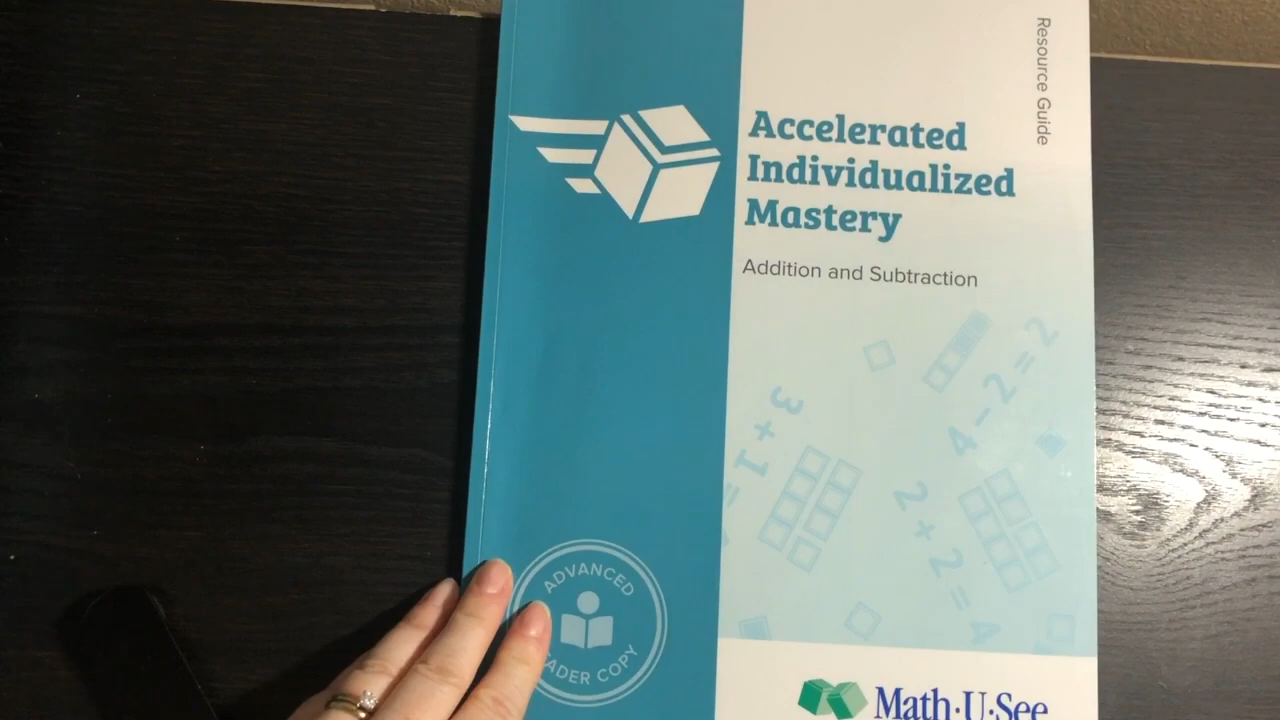 Resource Guide
Accelerated
Individualized
Mastery
Addition and Subtraction
4 - 2 = 2
3 + 1 =
2 + 2 = 4
ADVANCED
COPY
Math·U·See